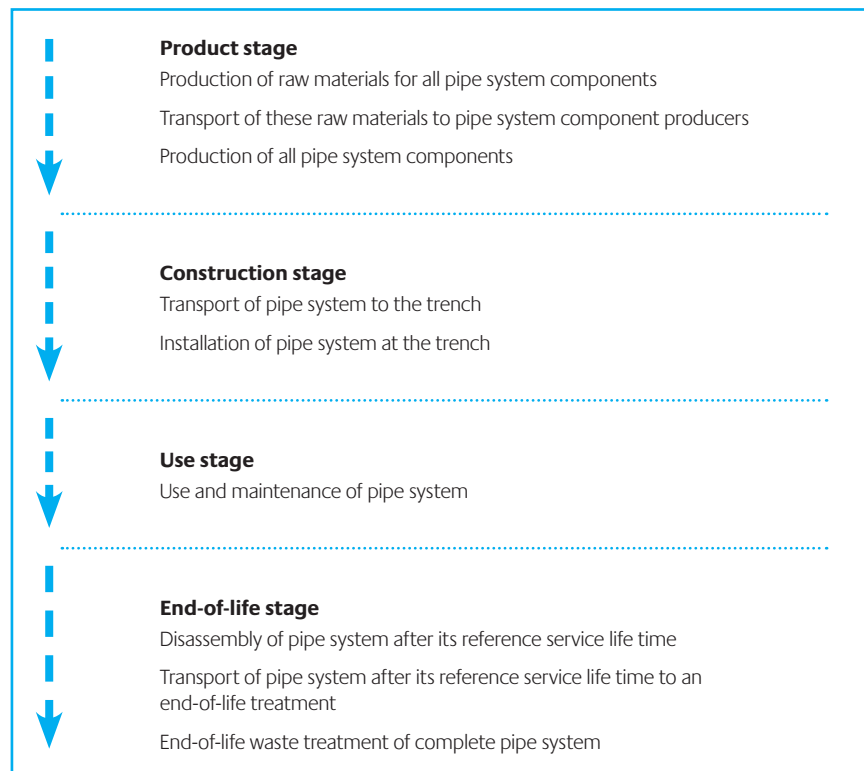 Product stage
Production of raw materials for all pipe system components
Transport of these raw materials to pipe system component producers
Production of all pipe system components
Construction stage
Transport of pipe system to the trench
Installation of pipe system at the trench
Use stage
Use and maintenance of pipe system
End-of-life stage
Disassembly of pipe system after its reference service life time
Transport of pipe system after its reference service life time to an
end-of-life treatment
End-of-life waste treatment of complete pipe system